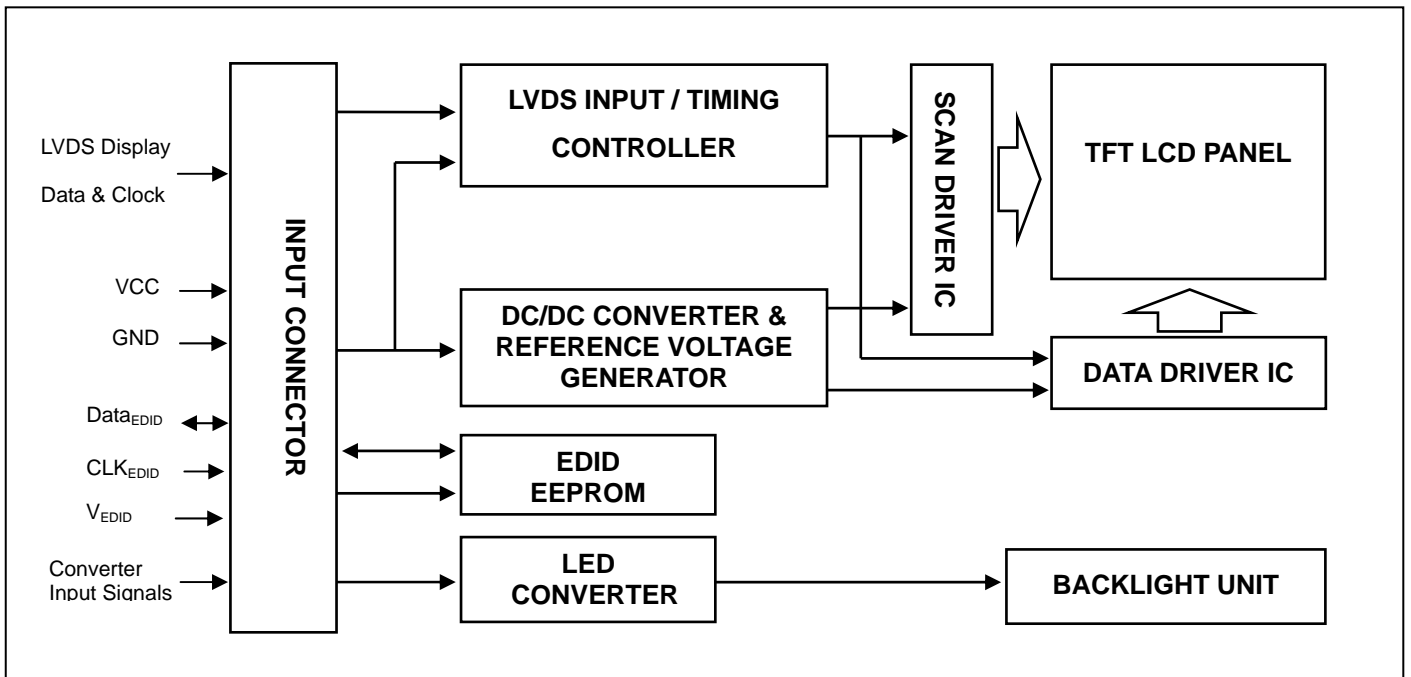 LVDS Display
Data & Clock
VCC
GND
DataEDID
CLKEDID
VEDID
Converter
Input Signals
INPUT CONNECTOR
LVDS INPUT / TIMING
CONTROLLER
DC/DC CONVERTER &
REFERENCE VOLTAGE
GENERATOR
EDID
EEPROM
LED
CONVERTER
SCAN DRIVER IC
TFT LCD PANEL
DATA DRIVER IC
BACKLIGHT UNIT